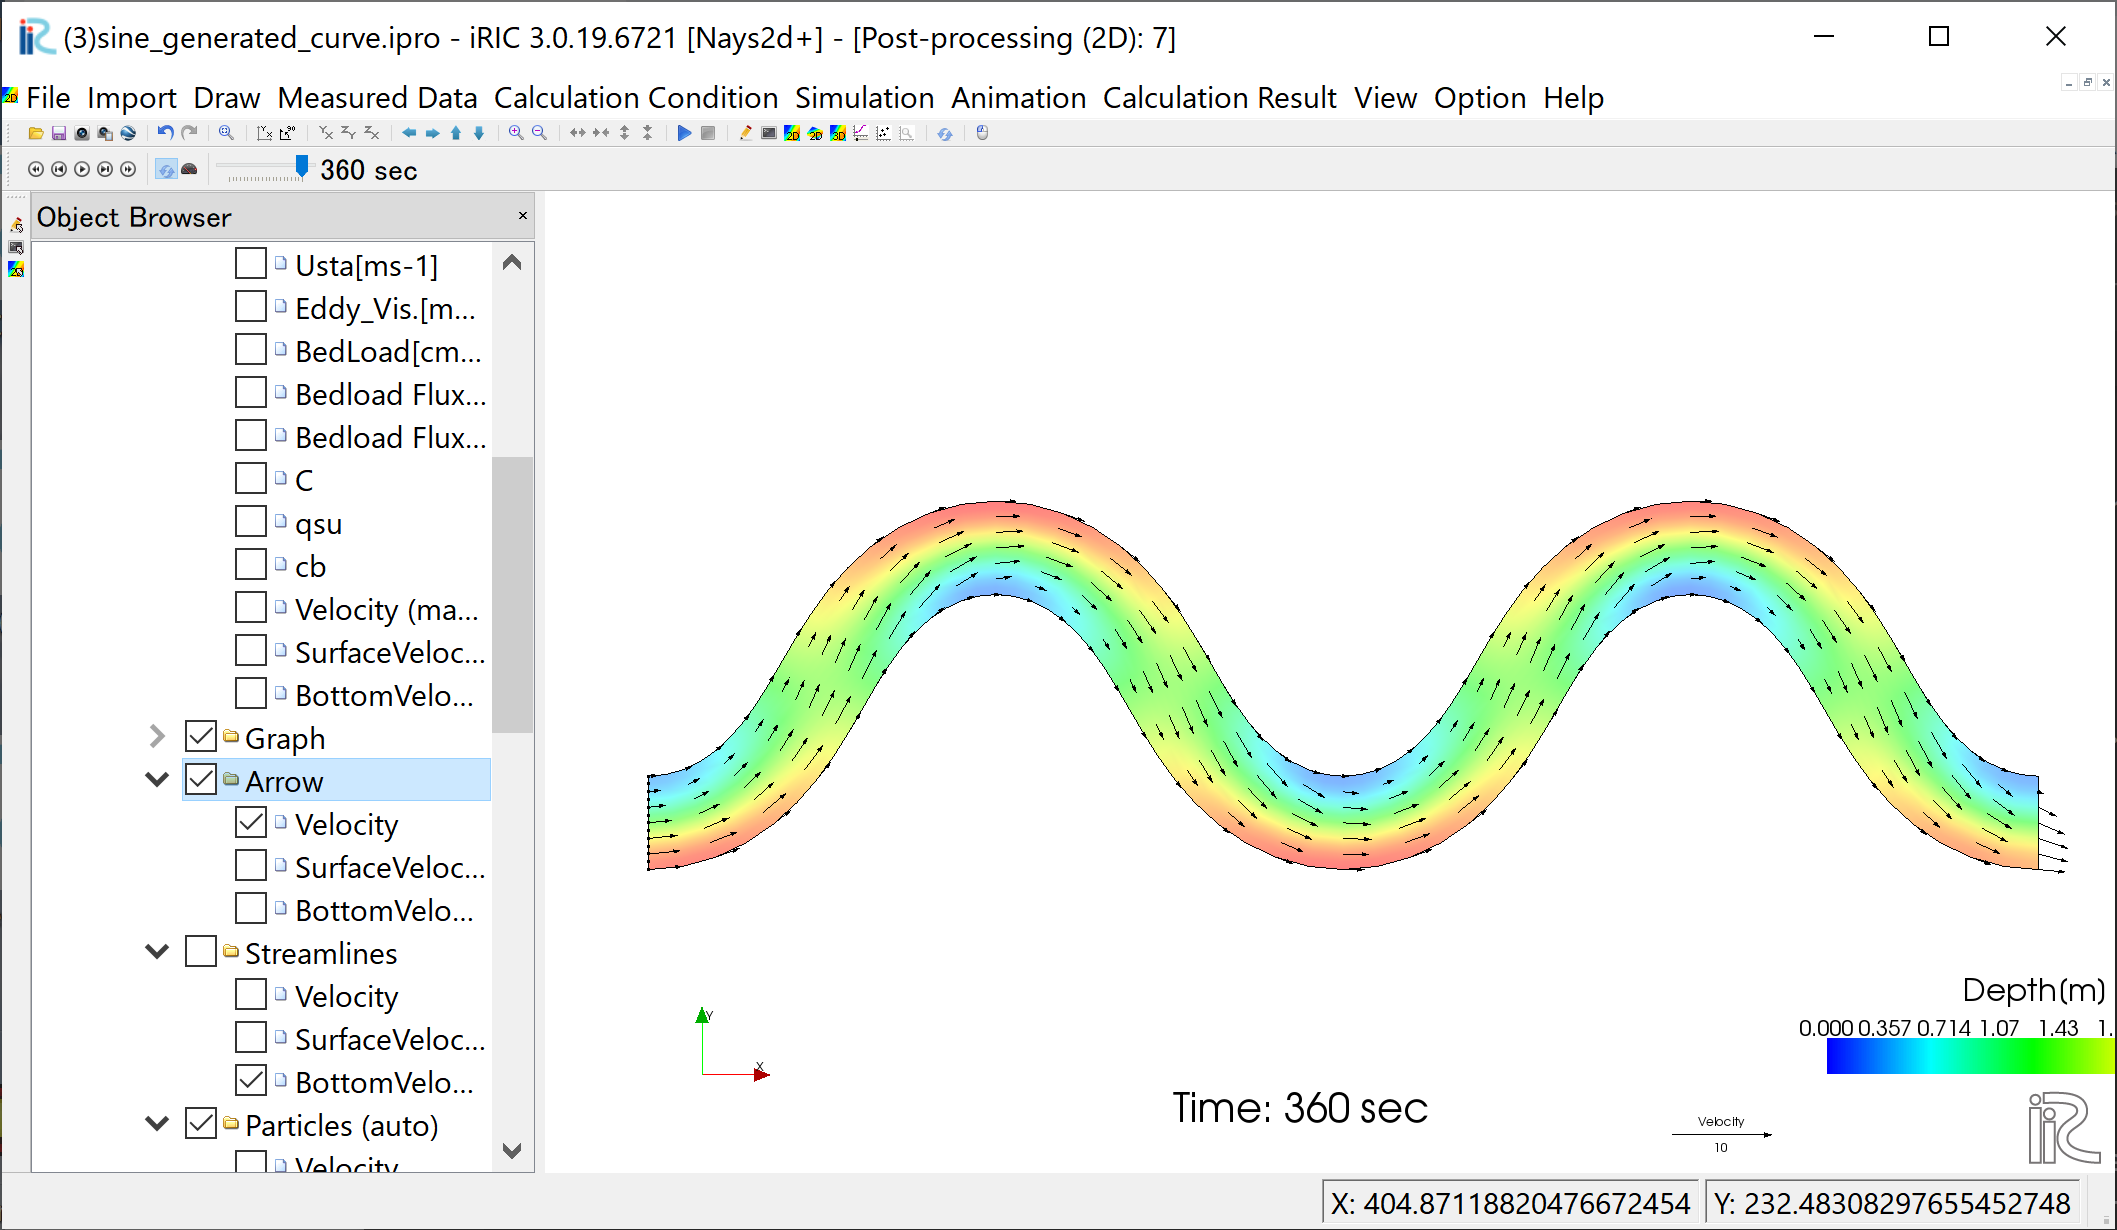 (3)sine_generated_curve.ipro - iRIC 3.0.19.6721 [Nays2d+] - [Post-processing (2D): 7]
File Import Draw Measured Data Calculation Condition Simulation Animation Calculation Result View Option Help
360 sec
Object Browser
Usta[ms-1]
Eddy_Vis.[m...
BedLoad[cm...
Bedload Flux...
Bedload Flux...
C
qsu
cb
Velocity (ma...
SurfaceVeloc...
BottomVelo...
Graph
Arrow
Velocity
SurfaceVeloc...
BottomVelo...
Streamlines
Velocity
SurfaceVeloc...
BottomVelo...
Particles (auto)
Velocity
Y
X
Depth(m)
0.000 0.357 0.714 1.07 1.43 1.
Time: 360 sec
Velocity
10
iRIC
X: 404.87118820476672454
Y: 232.48308297655452748